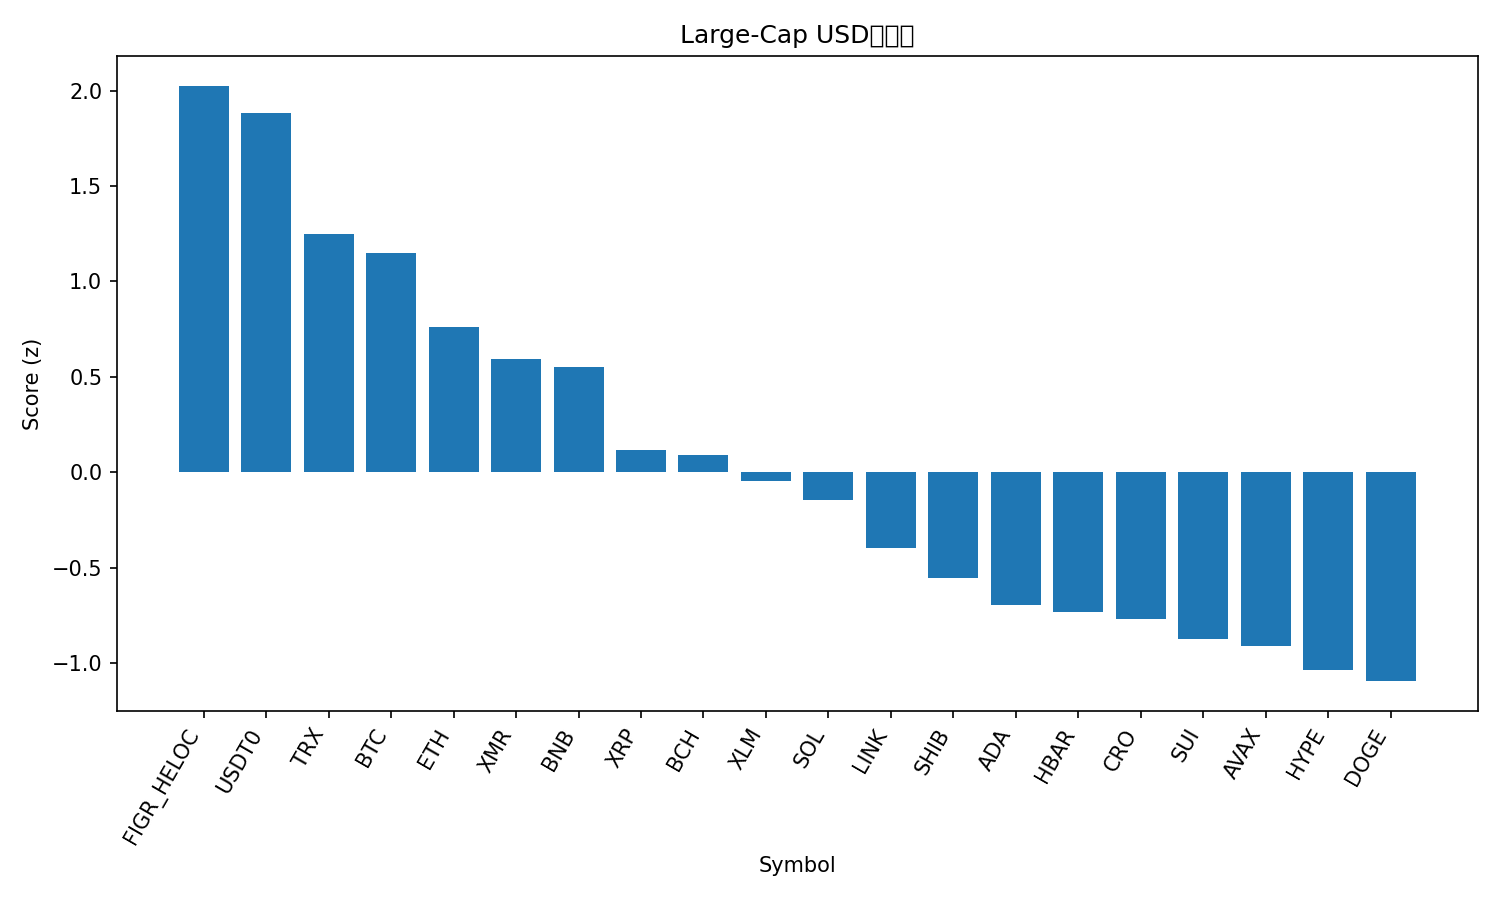 Large-Cap USD
Score (z)
2.0
1.5
1.0
0.5
0.0
−0.5
−1.0
FIGR_HELOC
USDT0
TRX
BTC
ETH
XMR
BNB
XRP
BCH
XLM
SOL
LINK
SHIB
ADA
HBAR
CRO
SUI
AVAX
HYPE
DOGE
Symbol